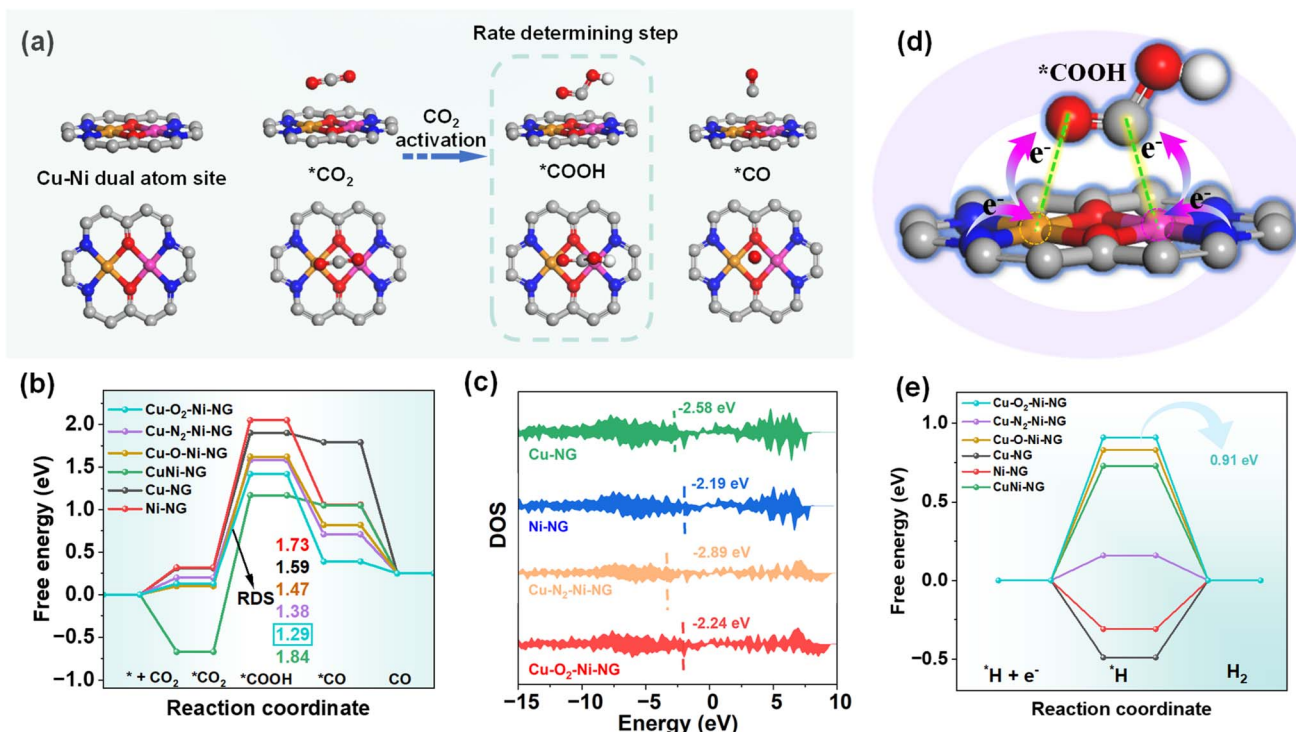 (a)
Rate determining step
CO₂
activation
Cu-Ni dual atom site
*CO₂
*COOH
*CO
(d)
*COOH
e⁻
e⁻
e⁻
e⁻
(b)
Free energy (eV)
2.0
1.5
1.0
0.5
0.0
−0.5
−1.0
Cu-O₂-Ni-NG
Cu-N₂-Ni-NG
Cu-O-Ni-NG
CuNi-NG
Cu-NG
Ni-NG
RDS
1.73
1.59
1.47
1.38
1.29
1.84
* + CO₂
*CO₂
*COOH
*CO
CO
Reaction coordinate
(c)
DOS
-2.58 eV
Cu-NG
-2.19 eV
Ni-NG
-2.89 eV
Cu-N₂-Ni-NG
-2.24 eV
Cu-O₂-Ni-NG
−15 −10 −5 0 5 10
Energy (eV)
(e)
Free energy (eV)
1.0
0.5
0.0
−0.5
Cu-O₂-Ni-NG
Cu-N₂-Ni-NG
Cu-O-Ni-NG
Cu-NG
Ni-NG
CuNi-NG
0.91 eV
*H + e⁻
*H
H₂
Reaction coordinate